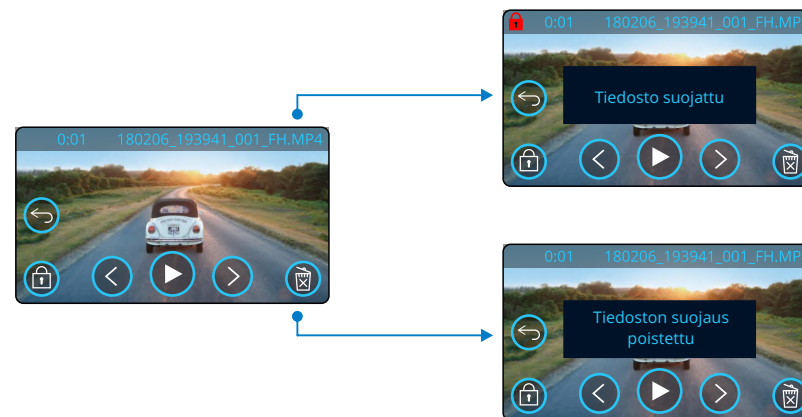 0:01 180206_193941_001_FH.MP4
0:01 180206_193941_001_FH.MP
Tiedosto suojattu
0:01 180206_193941_001_FH.MP
Tiedoston suojaus
poistettu